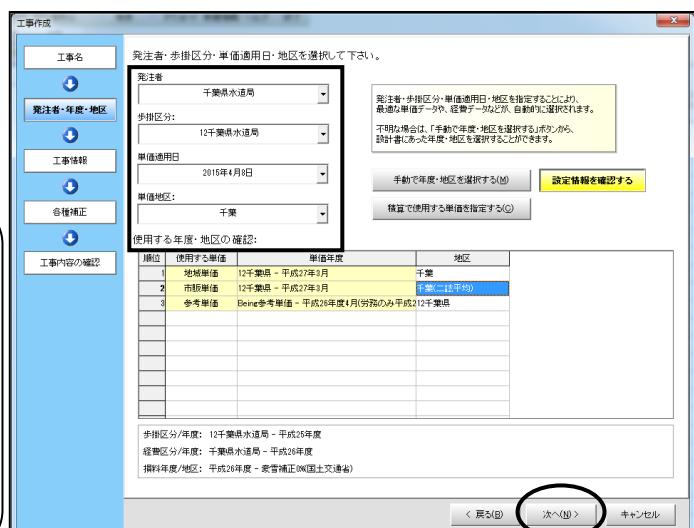 工事作成
工事名
発注者・年度・地区
工事情報
各種補正
工事内容の確認
発注者・歩掛区分・単価適用日・地区を選択して下さい。
発注者
千葉県水道局
歩掛区分:
12千葉県水道局
単価適用日
2015年4月8日
単価地区:
千葉
使用する年度・地区の確認:
発注者・歩掛区分・単価適用日・地区を指定することにより、
最適な単価データや、経費データなどが、自動的に選択されます。
不明な場合は、「手動で年度・地区を選択する」ボタンから、
設計書にあった年度・地区を選択することができます。
手動で年度・地区を選択する(M)
設定情報を確認する
積算で使用する単価を指定する(C)
順位 使用する単価 単価年度 地区
1 地域単価 12千葉県 - 平成27年3月 千葉
2 市販単価 12千葉県 - 平成27年3月 千葉(二誌平均)
3 参考単価 Being参考単価 - 平成26年度4月(労務のみ平成2 12千葉県
歩掛区分/年度: 12千葉県水道局 - 平成25年度
経費区分/年度: 千葉県水道局 - 平成26年度
損料年度/地区: 平成26年度 - 豪雪補正0%(国土交通省)
< 戻る(B)
次へ(N) >
キャンセル